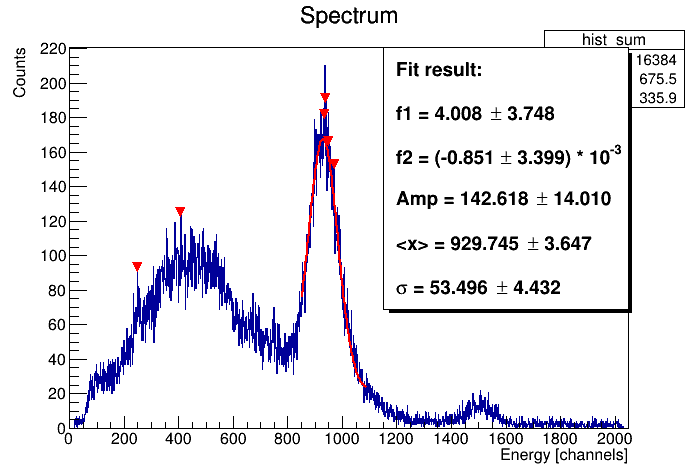 Spectrum
hist_sum
16384
675.5
335.9
Counts
220
200
180
160
140
120
100
80
60
40
20
0
Fit result:
f1 = 4.008 ± 3.748
f2 = (-0.851 ± 3.399) * 10^-3
Amp = 142.618 ± 14.010
<x> = 929.745 ± 3.647
σ = 53.496 ± 4.432
0 200 400 600 800 1000 1200 1400 1600 1800 2000
Energy [channels]